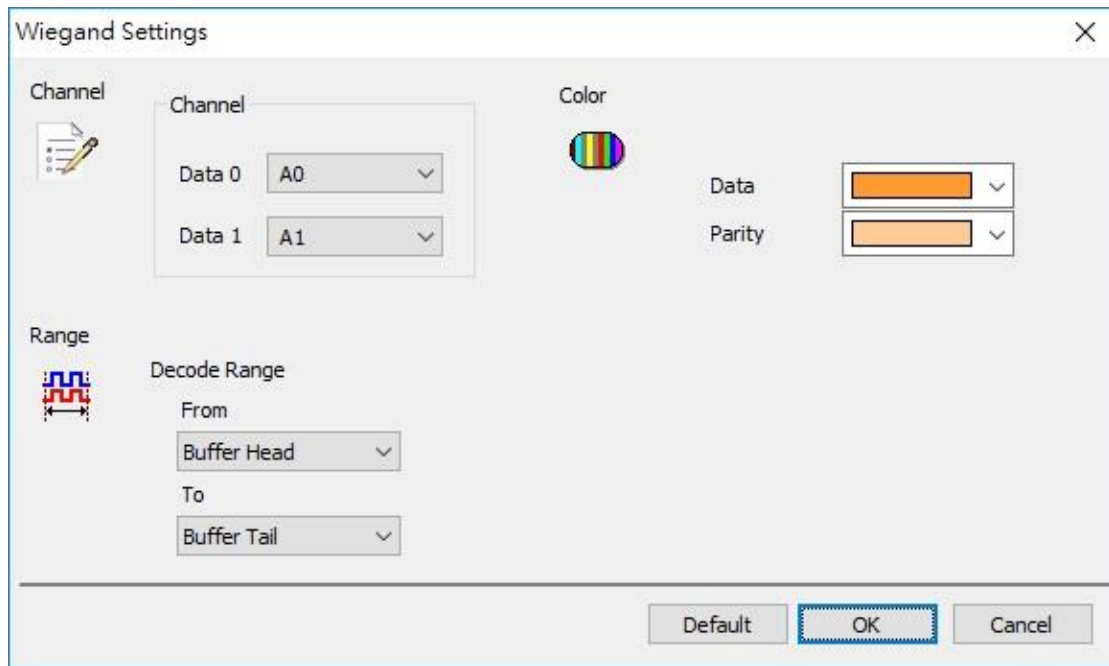 Wiegand Settings
Channel
Channel
Data 0 A0
Data 1 A1
Color
Data
Parity
Range
Decode Range
From
Buffer Head
To
Buffer Tail
Default OK Cancel